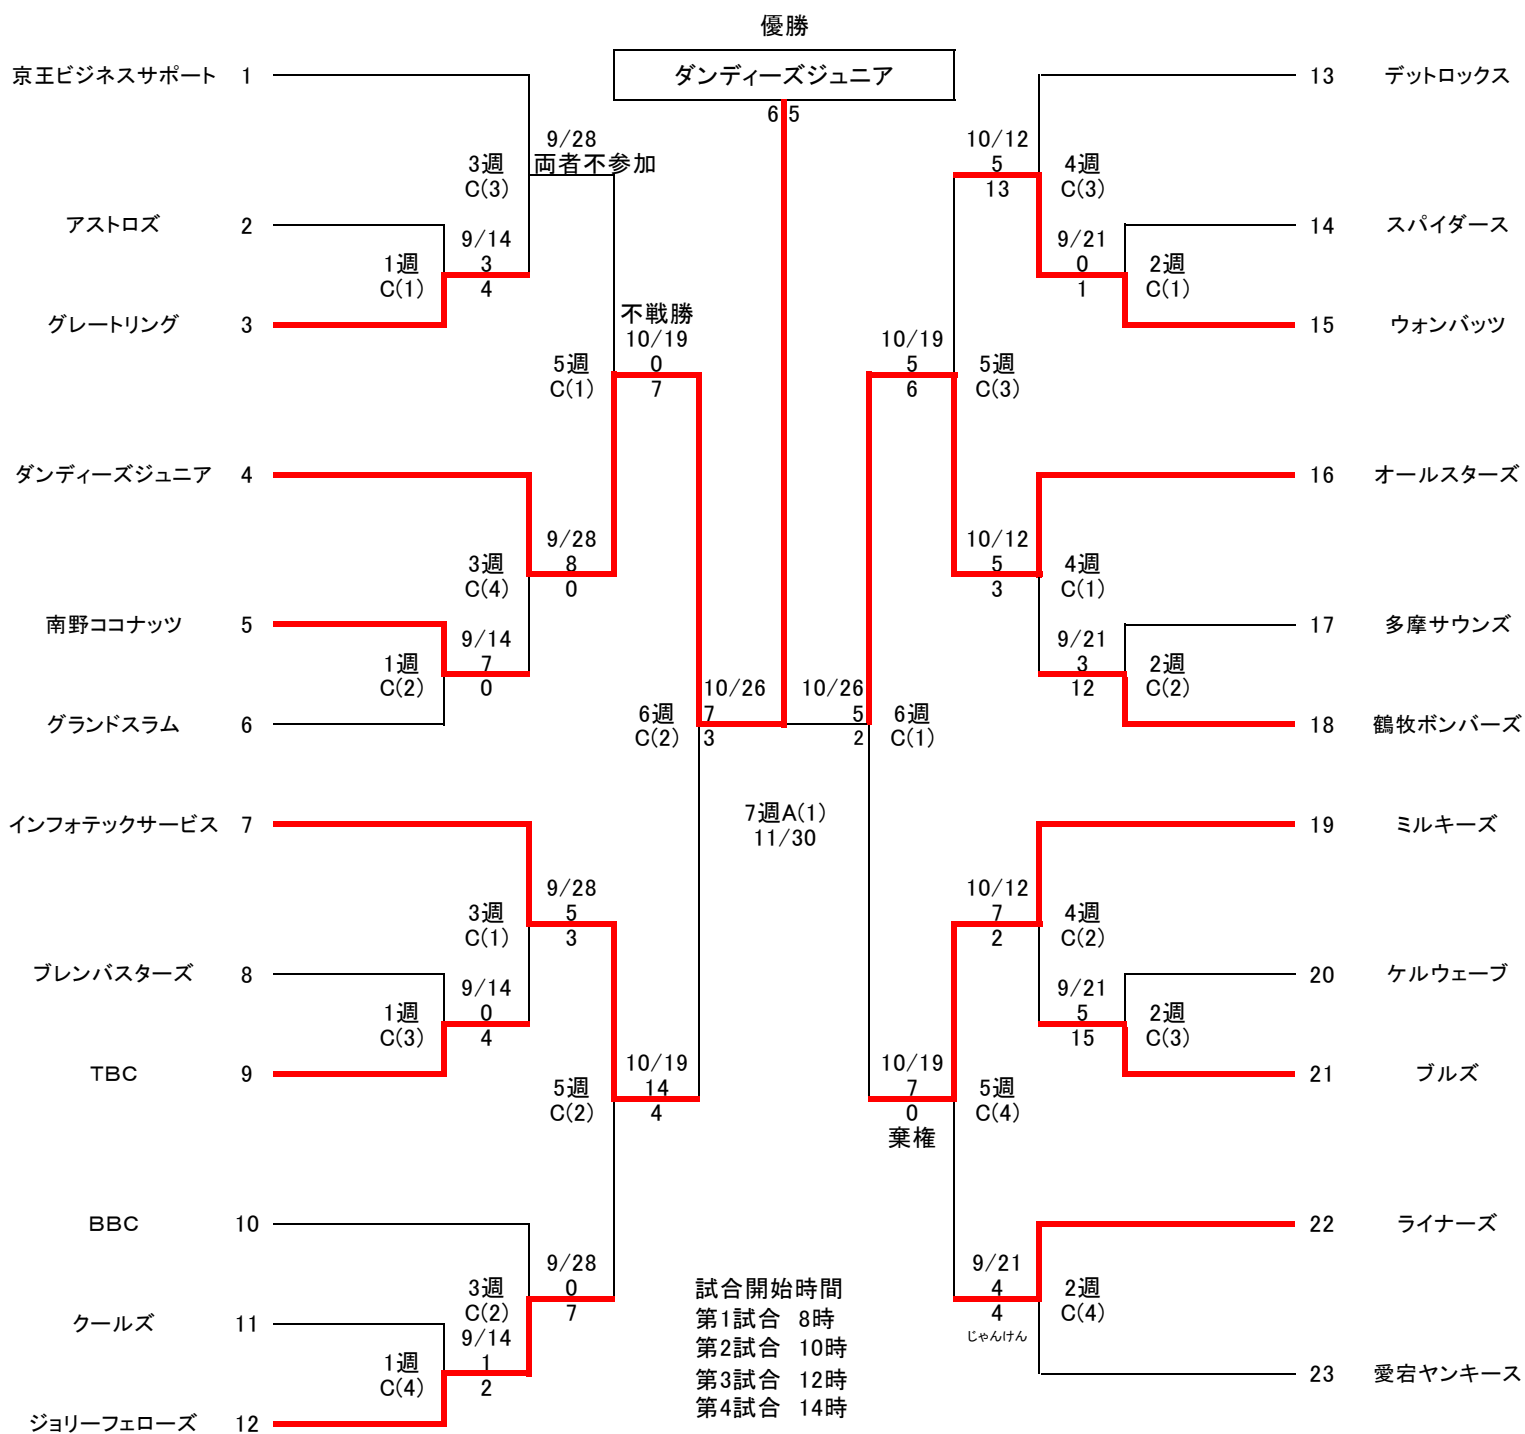 優勝
ダンディーズジュニア
6 5
京王ビジネスサポート 1
9/28
3週 両者不参加
C(3)
アストロズ 2
9/14
1週 3
C(1) 4
グレートリング 3
不戦勝
10/19
5週 0
C(1) 7
ダンディーズジュニア 4
9/28
3週 8
C(4) 0
南野ココナッツ 5
9/14
1週 7
C(2) 0
グランドスラム 6
10/26
6週 7
C(2) 3
インフォテックサービス 7
9/28
3週 5
C(1) 3
ブレンバスターズ 8
9/14
1週 0
C(3) 4
TBC 9
10/19
5週 14
C(2) 4
BBC 10
9/28
3週 0
C(2) 7
クールズ 11
9/14
1週 1
C(4) 2
ジョリーフェローズ 12
7週A(1)
11/30
13 デットロックス
10/12
5 4週
13 C(3)
14 スパイダース
9/21
0 2週
1 C(1)
15 ウォンバッツ
10/19
5 5週
6 C(3)
16 オールスターズ
10/12
5 4週
3 C(1)
17 多摩サウンズ
9/21
3 2週
12 C(2)
18 鶴牧ボンバーズ
10/26
5 6週
2 C(1)
19 ミルキーズ
10/12
7 4週
2 C(2)
20 ケルウェーブ
9/21
5 2週
15 C(3)
21 ブルズ
10/19
7 5週
0 C(4)
棄権
22 ライナーズ
9/21
4 2週
4 C(4)
じゃんけん
23 愛宕ヤンキース
試合開始時間
第1試合 8時
第2試合 10時
第3試合 12時
第4試合 14時